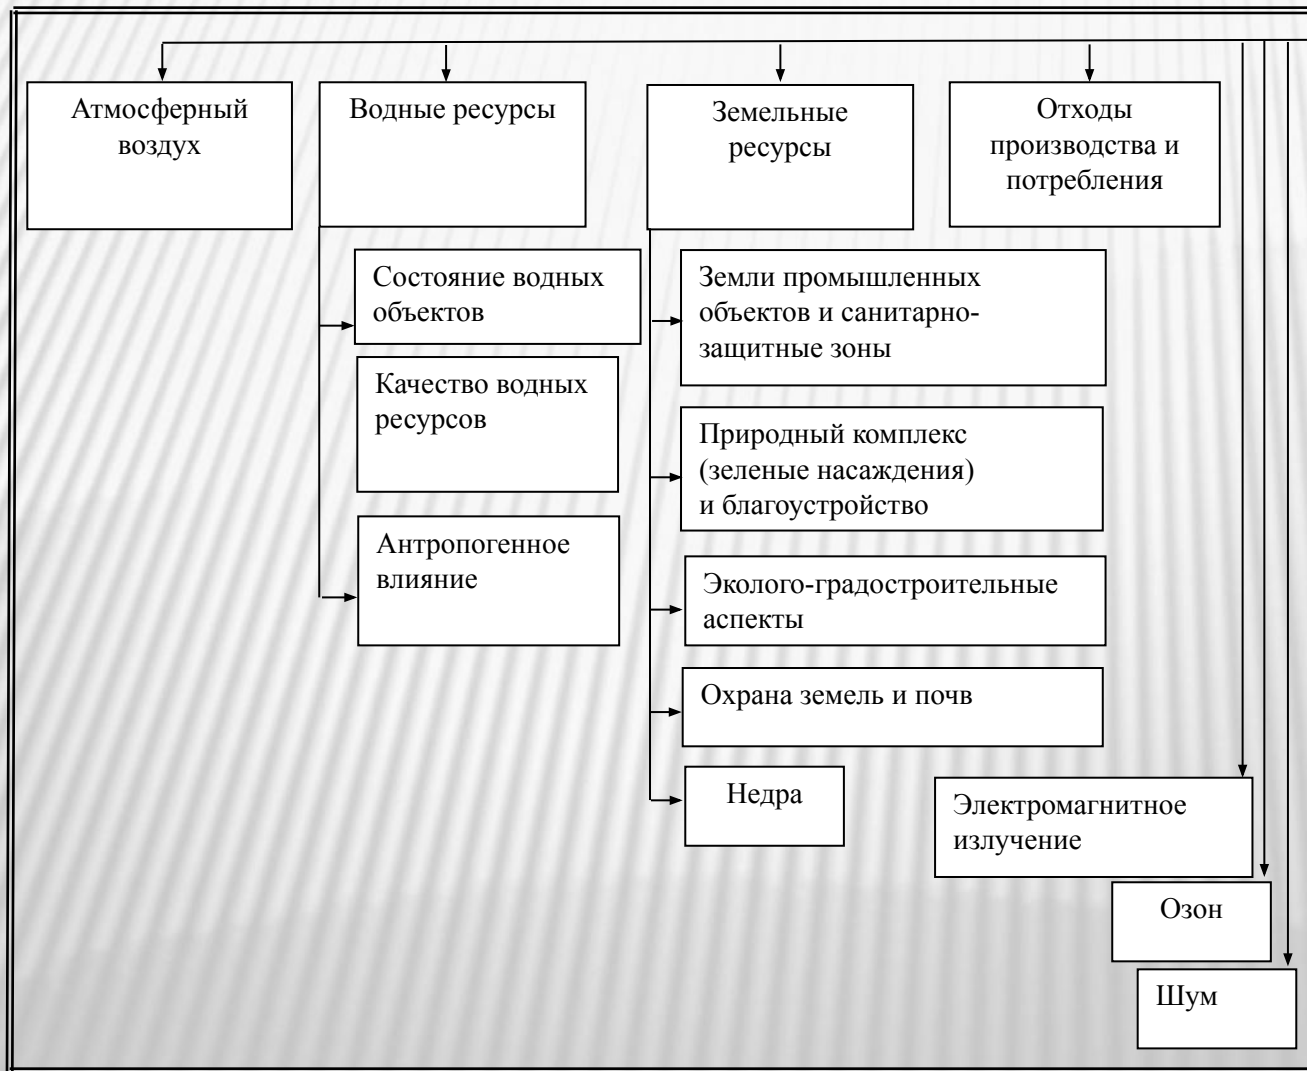 Атмосферный
воздух
Водные ресурсы
Земельные
ресурсы
Отходы
производства и
потребления
Состояние водных
объектов
Качество водных
ресурсов
Антропогенное
влияние
Земли промышленных
объектов и санитарно-
защитные зоны
Природный комплекс
(зеленые насаждения)
и благоустройство
Эколого-градостроительные
аспекты
Охрана земель и почв
Недра
Электромагнитное
излучение
Озон
Шум